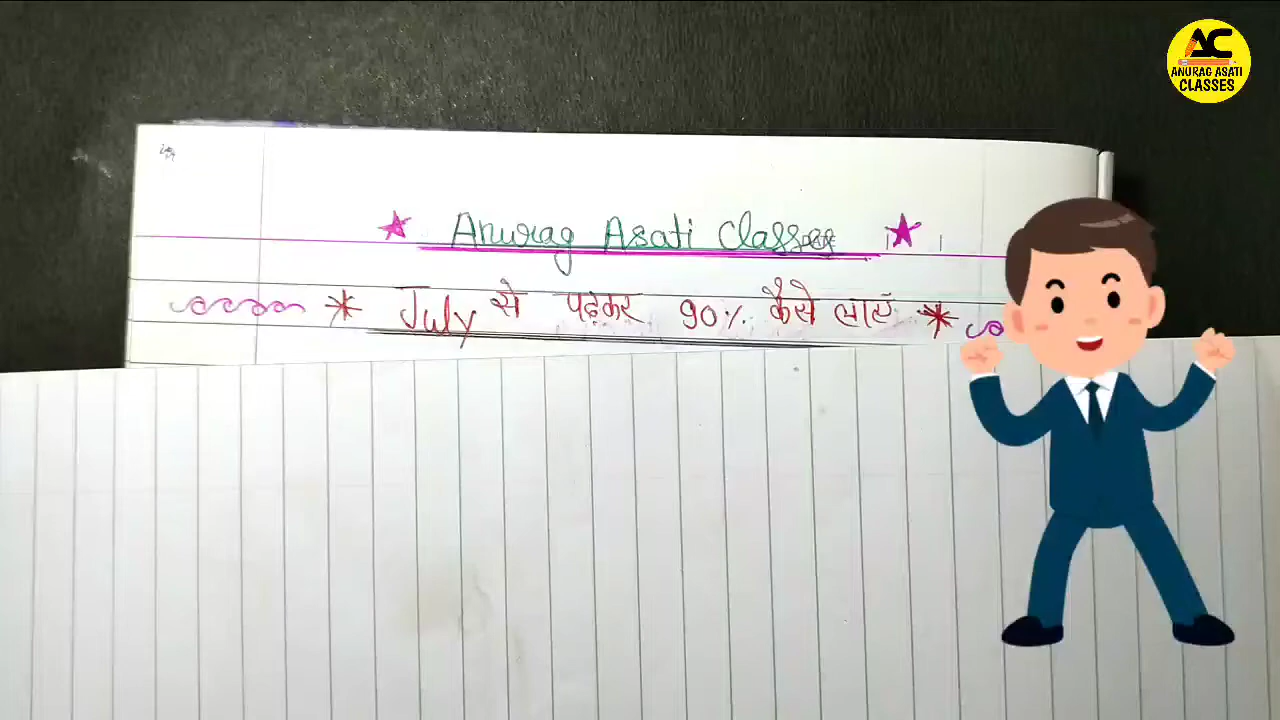 AC
ANURAG ASATI
CLASSES
Anurag Asati Classes
July से पढ़कर 90% कैसे लाएं